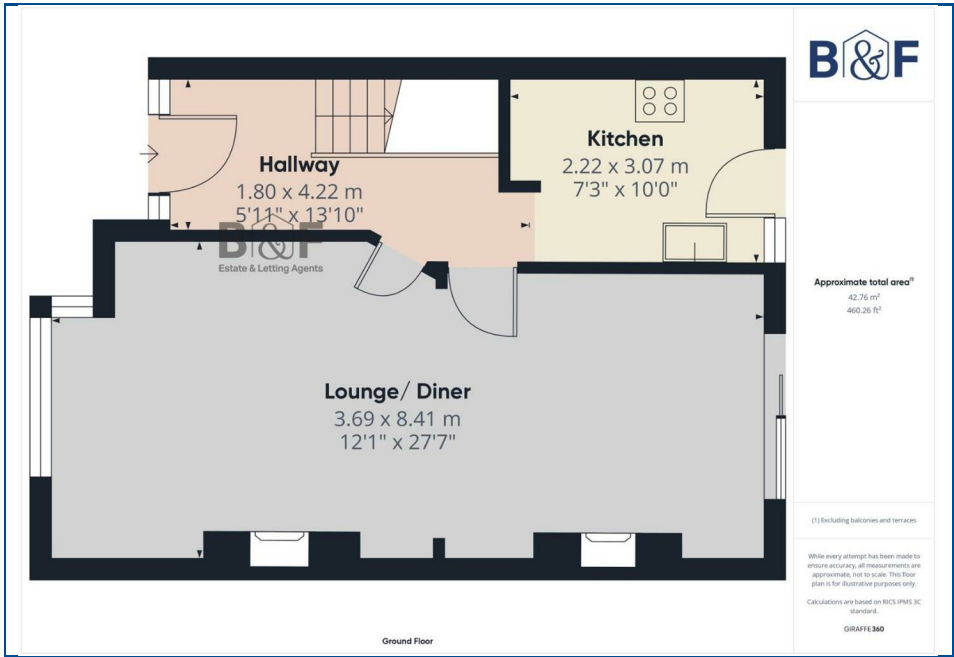 B&F
Kitchen
2.22 x 3.07 m
7'3" x 10'0"
Hallway
1.80 x 4.22 m
5'11" x 13'10"
B&F
Estate & Letting Agents
Lounge/ Diner
3.69 x 8.41 m
12'1" x 27'7"
Ground Floor
Approximate total area(1)
42.76 m²
460.26 ft²
(1) Excluding balconies and terraces
While every attempt has been made to
ensure accuracy, all measurements are
approximate, not to scale. This floor
plan is for illustrative purposes only.
Calculations are based on RICS IPMS 3C
standard.
GIRAFFE360